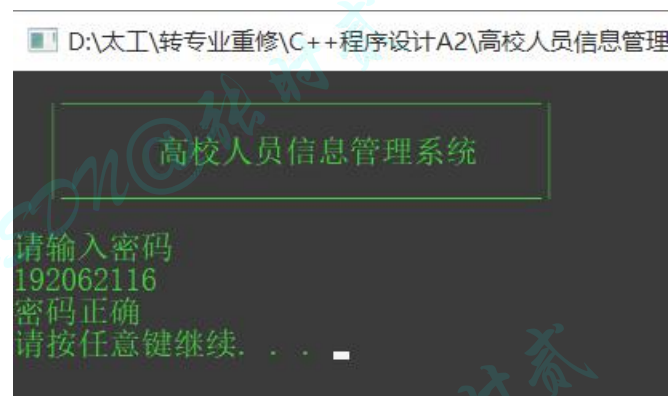 D:\太工\转专业重修\C++程序设计A2\高校人员信息管理
高校人员信息管理系统
请输入密码
192062116
密码正确
请按任意键继续. . .